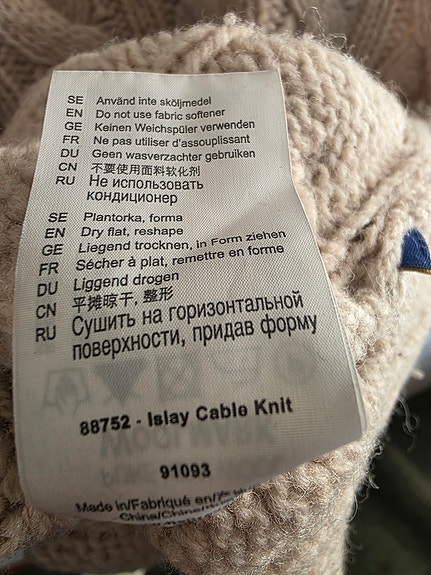 SE Använd inte sköljmedel
EN Do not use fabric softener
GE Keinen Weichspüler verwenden
FR Ne pas utiliser d'assouplissant
DU Geen wasverzachter gebruiken
CN 不要使用面料软化剂
RU Не использовать
кондиционер
SE Plantorka, forma
EN Dry flat, reshape
GE Liegend trocknen, in Form ziehen
FR Sécher à plat, remettre en forme
DU Liggend drogen
CN 平摊晾干, 整形
RU Сушить на горизонтальной
поверхности, придав форму
88752 - Islay Cable Knit
91093
Made in/Fabriqué en/
China/China/